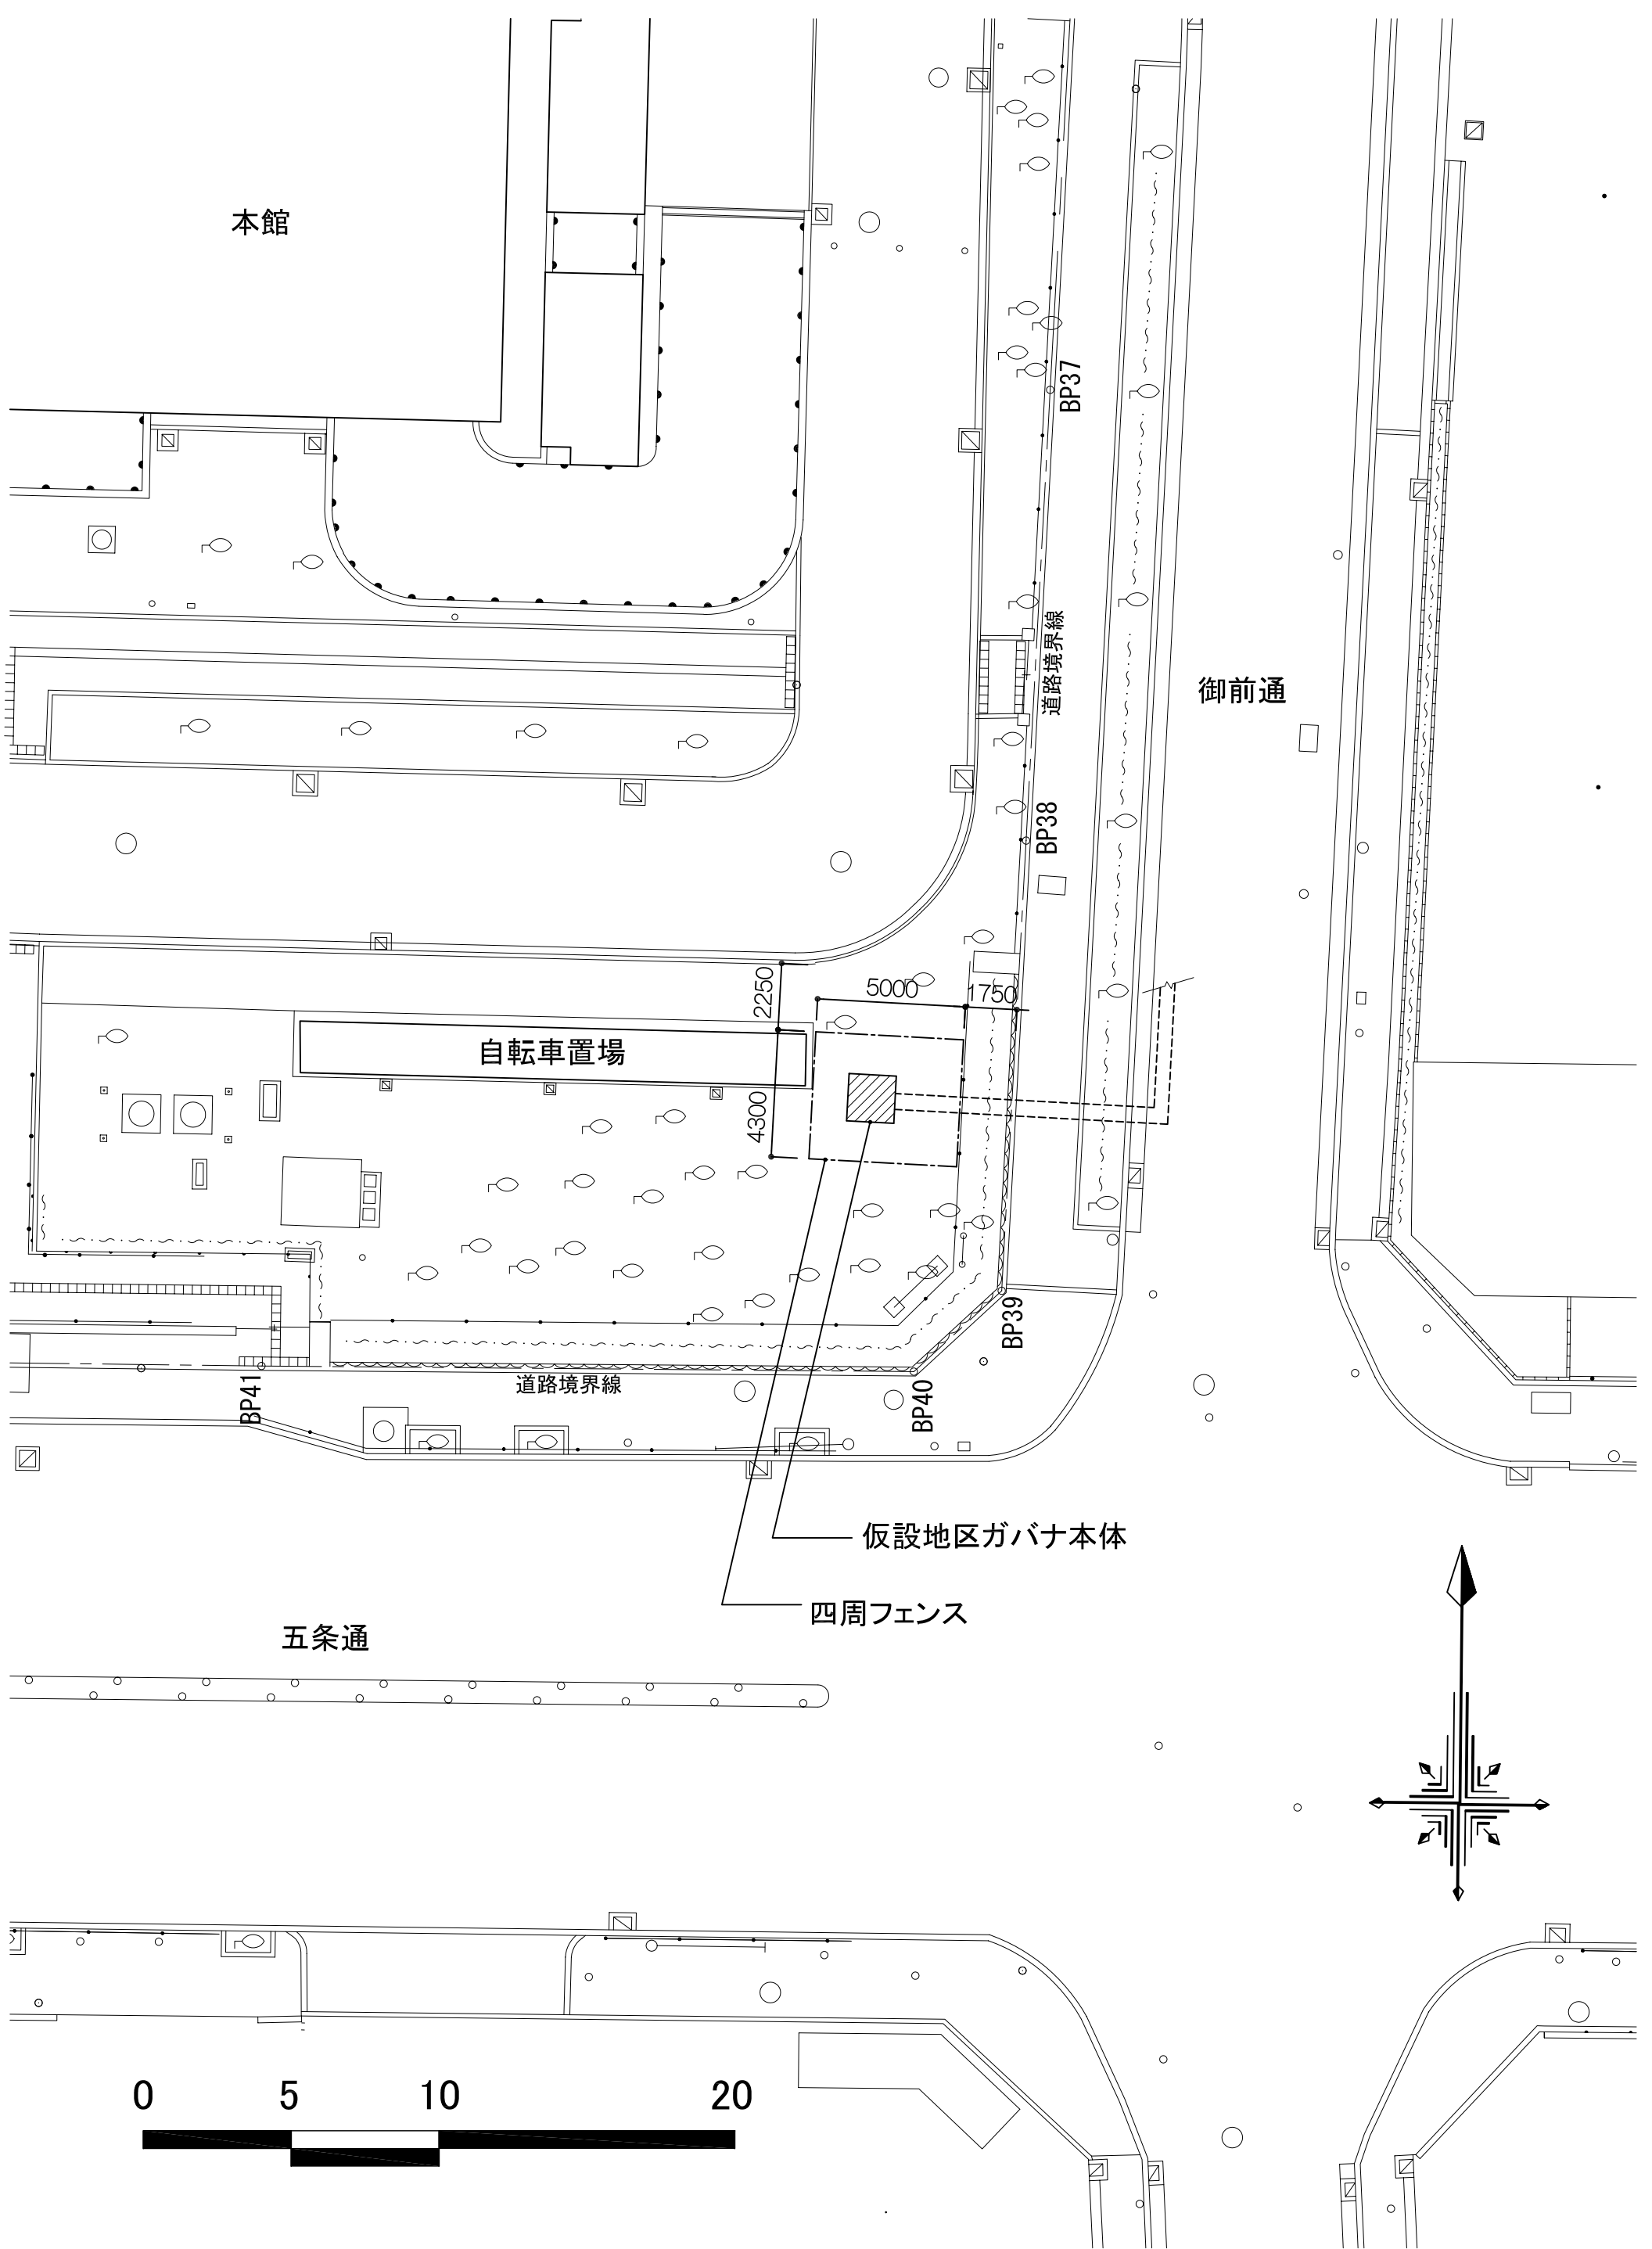 本館
BP37
道路境界線
御前通
BP38
2250
5000
1750
自転車置場
4300
BP39
道路境界線
BP41
BP40
仮設地区ガバナ本体
四周フェンス
五条通
0 5 10 20